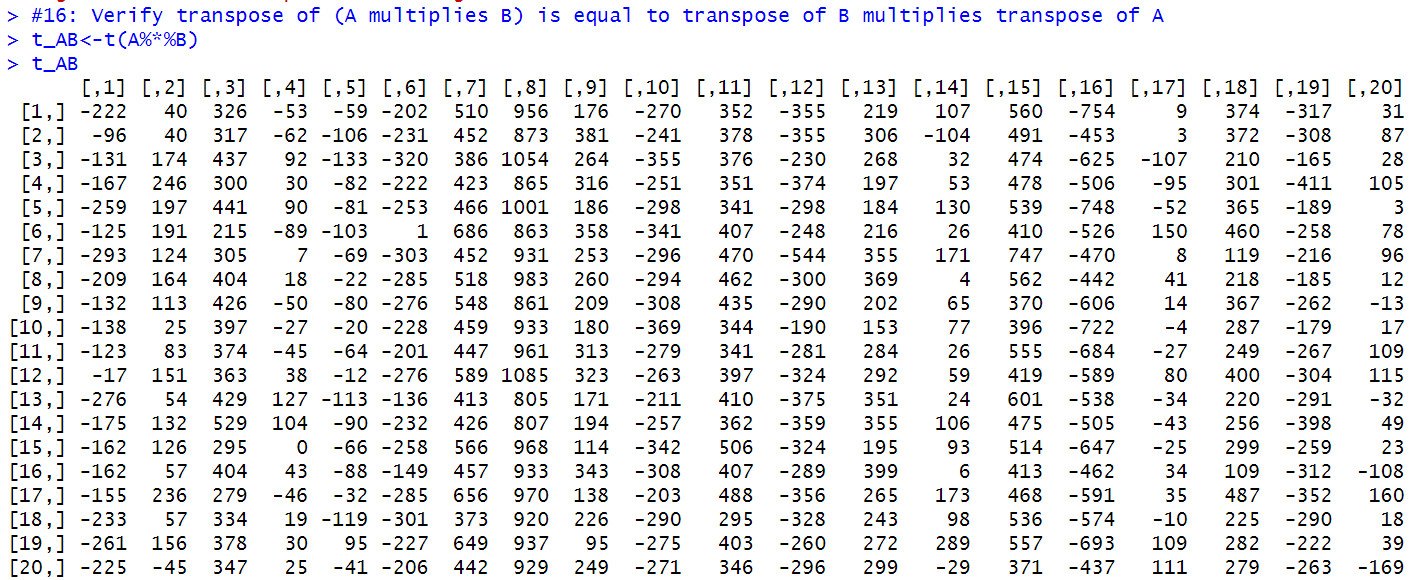 > #16: Verify transpose of (A multiplies B) is equal to transpose of B multiplies transpose of A
> t_AB<-t(A%*%B)
> t_AB
      [,1] [,2] [,3] [,4] [,5] [,6] [,7] [,8] [,9] [,10] [,11] [,12] [,13] [,14] [,15] [,16] [,17] [,18] [,19] [,20]
 [1,] -222   40  326  -53  -59 -202  510  956  176  -270   352  -355   219   107   560  -754     9   374  -317    31
 [2,]  -96   40  317  -62 -106 -231  452  873  381  -241   378  -355   306  -104   491  -453     3   372  -308    87
 [3,] -131  174  437   92 -133 -320  386 1054  264  -355   376  -230   268    32   474  -625  -107   210  -165    28
 [4,] -167  246  300   30  -82 -222  423  865  316  -251   351  -374   197    53   478  -506   -95   301  -411   105
 [5,] -259  197  441   90  -81 -253  466 1001  186  -298   341  -298   184   130   539  -748   -52   365  -189     3
 [6,] -125  191  215  -89 -103    1  686  863  358  -341   407  -248   216    26   410  -526   150   460  -258    78
 [7,] -293  124  305    7  -69 -303  452  931  253  -296   470  -544   355   171   747  -470     8   119  -216    96
 [8,] -209  164  404   18  -22 -285  518  983  260  -294   462  -300   369     4   562  -442    41   218  -185    12
 [9,] -132  113  426  -50  -80 -276  548  861  209  -308   435  -290   202    65   370  -606    14   367  -262   -13
[10,] -138   25  397  -27  -20 -228  459  933  180  -369   344  -190   153    77   396  -722    -4   287  -179    17
[11,] -123   83  374  -45  -64 -201  447  961  313  -279   341  -281   284    26   555  -684   -27   249  -267   109
[12,]  -17  151  363   38  -12 -276  589 1085  323  -263   397  -324   292    59   419  -589    80   400  -304   115
[13,] -276   54  429  127 -113 -136  413  805  171  -211   410  -375   351    24   601  -538   -34   220  -291   -32
[14,] -175  132  529  104  -90 -232  426  807  194  -257   362  -359   355   106   475  -505   -43   256  -398    49
[15,] -162  126  295    0  -66 -258  566  968  114  -342   506  -324   195    93   514  -647   -25   299  -259    23
[16,] -162   57  404   43  -88 -149  457  933  343  -308   407  -289   399     6   413  -462    34   109  -312  -108
[17,] -155  236  279  -46  -32 -285  656  970  138  -203   488  -356   265   173   468  -591    35   487  -352   160
[18,] -233   57  334   19 -119 -301  373  920  226  -290   295  -328   243    98   536  -574   -10   225  -290    18
[19,] -261  156  378   30   95 -227  649  937   95  -275   403  -260   272   289   557  -693   109   282  -222    39
[20,] -225  -45  347   25  -41 -206  442  929  249  -271   346  -296   299   -29   371  -437   111   279  -263  -169